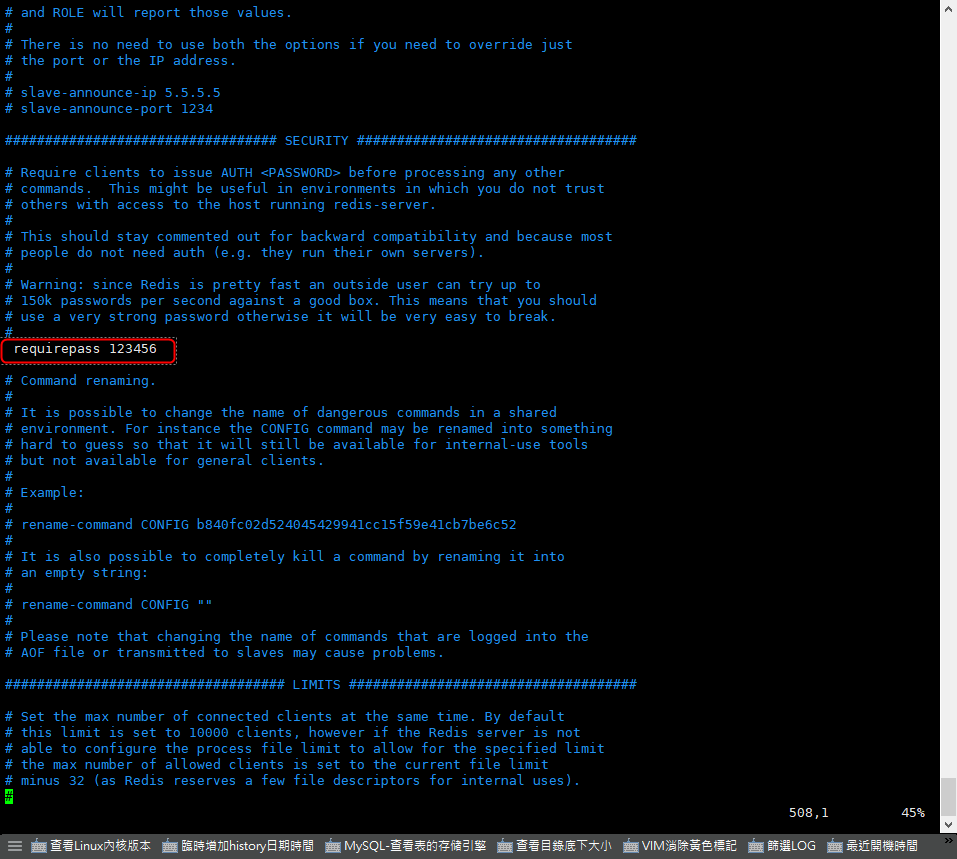 # and ROLE will report those values.
#
# There is no need to use both the options if you need to override just
# the port or the IP address.
#
# slave-announce-ip 5.5.5.5
# slave-announce-port 1234

################################## SECURITY ###################################

# Require clients to issue AUTH <PASSWORD> before processing any other
# commands.  This might be useful in environments in which you do not trust
# others with access to the host running redis-server.
#
# This should stay commented out for backward compatibility and because most
# people do not need auth (e.g. they run their own servers).
#
# Warning: since Redis is pretty fast an outside user can try up to
# 150k passwords per second against a good box. This means that you should
# use a very strong password otherwise it will be very easy to break.
#
 requirepass 123456

# Command renaming.
#
# It is possible to change the name of dangerous commands in a shared
# environment. For instance the CONFIG command may be renamed into something
# hard to guess so that it will still be available for internal-use tools
# but not available for general clients.
#
# Example:
#
# rename-command CONFIG b840fc02d524045429941cc15f59e41cb7be6c52
#
# It is also possible to completely kill a command by renaming it into
# an empty string:
#
# rename-command CONFIG ""
#
# Please note that changing the name of commands that are logged into the
# AOF file or transmitted to slaves may cause problems.

################################### LIMITS ####################################

# Set the max number of connected clients at the same time. By default
# this limit is set to 10000 clients, however if the Redis server is not
# able to configure the process file limit to allow for the specified limit
# the max number of allowed clients is set to the current file limit
# minus 32 (as Redis reserves a few file descriptors for internal uses).
#
508,1 45%
查看Linux內核版本 臨時增加history日期時間 MySQL-查看表的存储引擎 查看目錄底下大小 VIM消除黃色標記 篩選LOG 最近開機時間 »